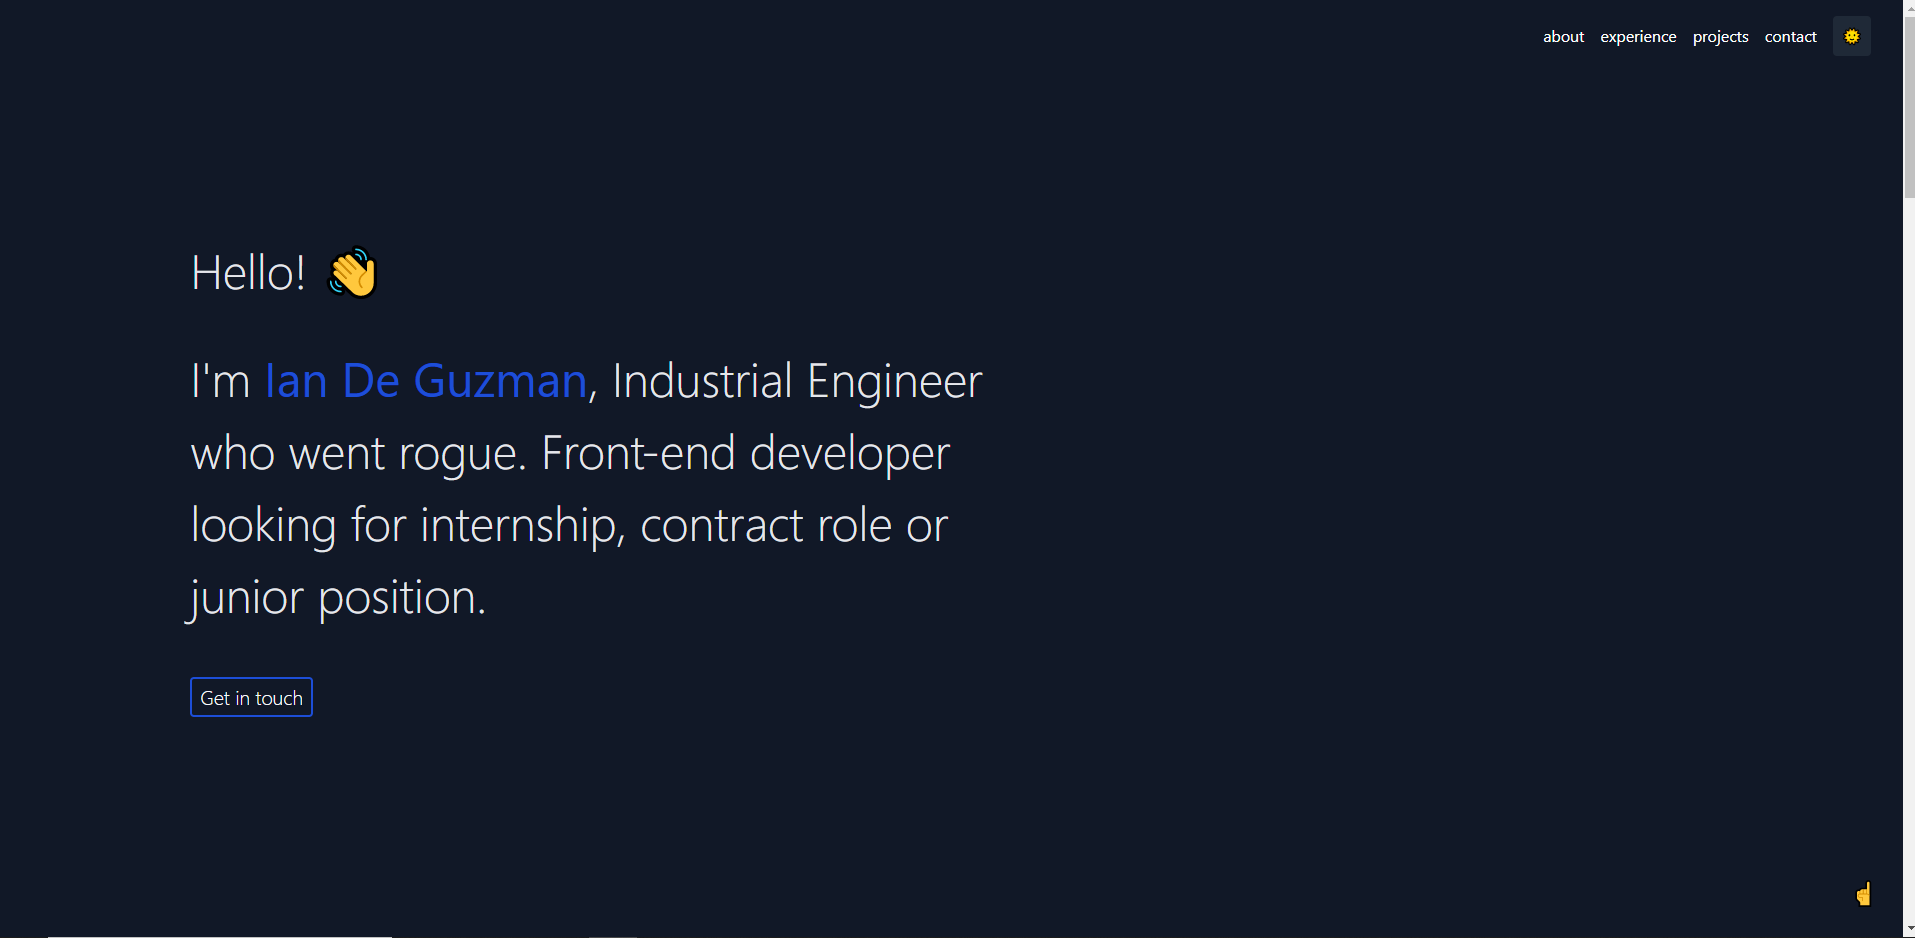 about experience projects contact
Hello!
I'm Ian De Guzman, Industrial Engineer
who went rogue. Front-end developer
looking for internship, contract role or
junior position.
Get in touch